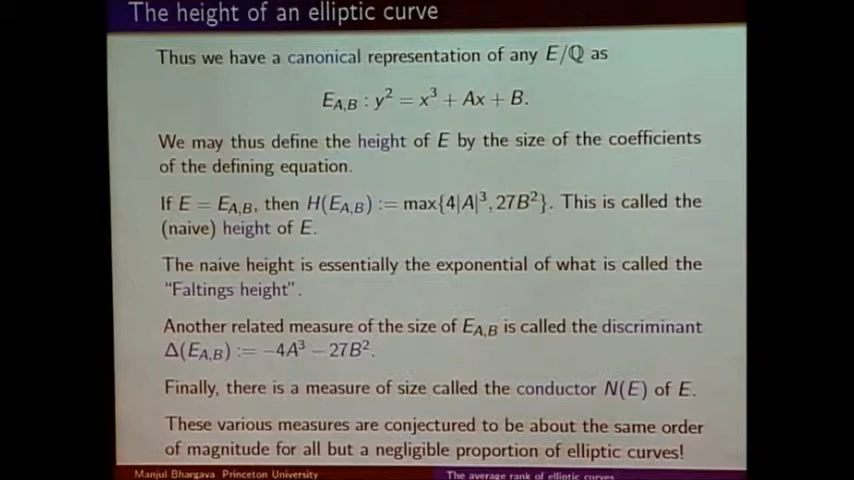 The height of an elliptic curve
Thus we have a canonical representation of any E/ℚ as
E_{A,B} : y² = x³ + Ax + B.
We may thus define the height of E by the size of the coefficients
of the defining equation.
If E = E_{A,B}, then H(E_{A,B}) := max{4|A|³, 27B²}. This is called the
(naive) height of E.
The naive height is essentially the exponential of what is called the
"Faltings height".
Another related measure of the size of E_{A,B} is called the discriminant
Δ(E_{A,B}) := −4A³ − 27B².
Finally, there is a measure of size called the conductor N(E) of E.
These various measures are conjectured to be about the same order
of magnitude for all but a negligible proportion of elliptic curves!
Manjul Bhargava Princeton University
The average rank of elliptic curves